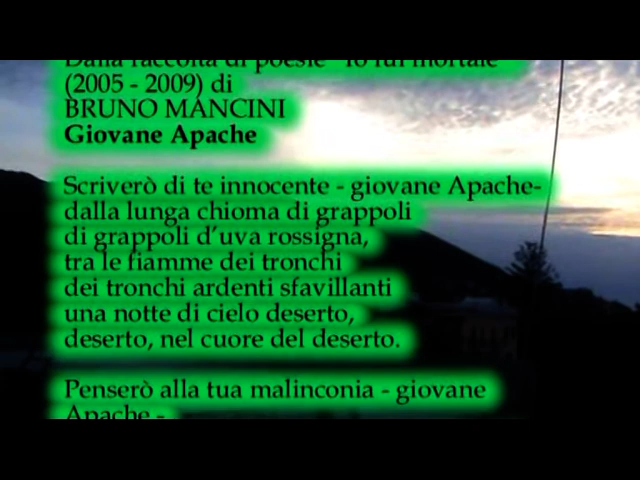 Dalla raccolta di poesie "Io fui mortale"
(2005 - 2009) di
BRUNO MANCINI
Giovane Apache
Scriverò di te innocente - giovane Apache-
dalla lunga chioma di grappoli
di grappoli d'uva rossigna,
tra le fiamme dei tronchi
dei tronchi ardenti sfavillanti
una notte di cielo deserto,
deserto, nel cuore del deserto.
Penserò alla tua malinconia - giovane
Apache -